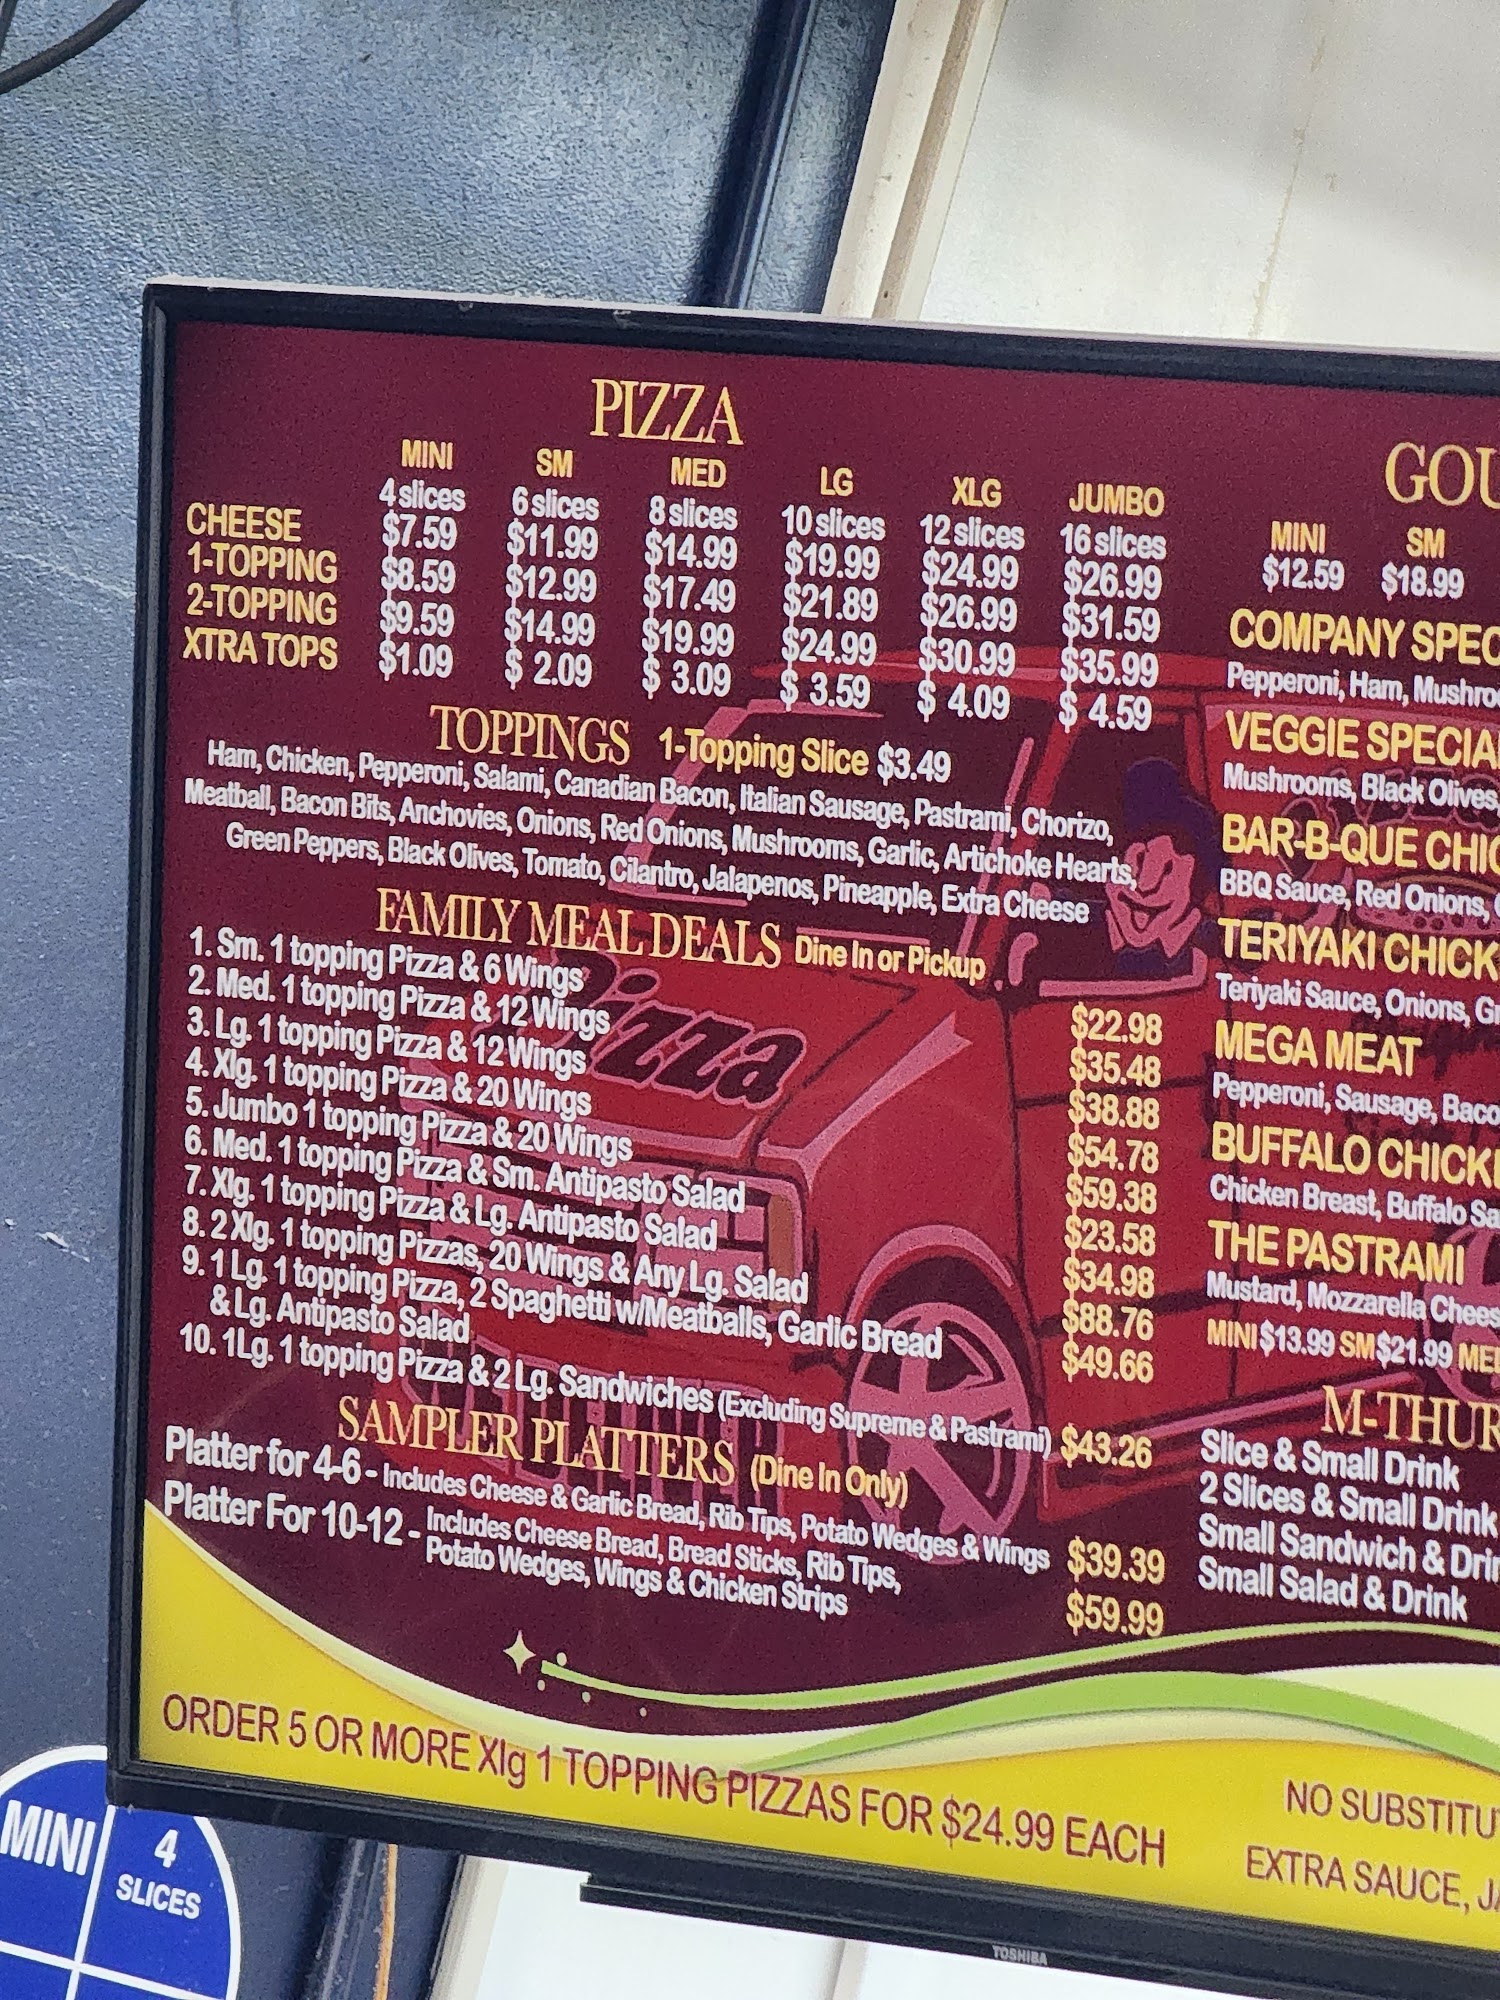 PIZZA
MINI SM MED LG XLG JUMBO
4 slices 6 slices 8 slices 10 slices 12 slices 16 slices
CHEESE $7.59 $11.99 $14.99 $19.99 $24.99 $26.99
1-TOPPING $8.59 $12.99 $17.49 $21.89 $26.99 $31.59
2-TOPPING $9.59 $14.99 $19.99 $24.99 $30.99 $35.99
XTRA TOPS $1.09 $ 2.09 $ 3.09 $ 3.59 $ 4.09 $ 4.59
TOPPINGS 1-Topping Slice $3.49
Ham, Chicken, Pepperoni, Salami, Canadian Bacon, Italian Sausage, Pastrami, Chorizo,
Meatball, Bacon Bits, Anchovies, Onions, Red Onions, Mushrooms, Garlic, Artichoke Hearts,
Green Peppers, Black Olives, Tomato, Cilantro, Jalapenos, Pineapple, Extra Cheese
FAMILY MEAL DEALS Dine In or Pickup
1. Sm. 1 topping Pizza & 6 Wings $22.98
2. Med. 1 topping Pizza & 12 Wings $35.48
3. Lg. 1 topping Pizza & 12 Wings $38.88
4. Xlg. 1 topping Pizza & 20 Wings $54.78
5. Jumbo 1 topping Pizza & 20 Wings $59.38
6. Med. 1 topping Pizza & Sm. Antipasto Salad $23.58
7. Xlg. 1 topping Pizza & Lg. Antipasto Salad $34.98
8. 2 Xlg. 1 topping Pizzas, 20 Wings & Any Lg. Salad $88.76
9. 1 Lg. 1 topping Pizza, 2 Spaghetti w/Meatballs, Garlic Bread $49.66
& Lg. Antipasto Salad
10. 1Lg. 1 topping Pizza & 2 Lg. Sandwiches (Excluding Supreme & Pastrami) $43.26
Pizza
SAMPLER PLATTERS (Dine In Only)
Platter for 4-6 - Includes Cheese & Garlic Bread, Rib Tips, Potato Wedges & Wings $39.39
Platter For 10-12 - Includes Cheese Bread, Bread Sticks, Rib Tips,
Potato Wedges, Wings & Chicken Strips $59.99
ORDER 5 OR MORE Xlg 1 TOPPING PIZZAS FOR $24.99 EACH
GOU
MINI SM
$12.59 $18.99
COMPANY SPEC
Pepperoni, Ham, Mushro
VEGGIE SPECIA
Mushrooms, Black Olives,
BAR-B-QUE CHIC
BBQ Sauce, Red Onions,
TERIYAKI CHICK
Teriyaki Sauce, Onions, Gr
MEGA MEAT
Pepperoni, Sausage, Baco
BUFFALO CHICK
Chicken Breast, Buffalo Sa
THE PASTRAMI
Mustard, Mozzarella Chees
MINI $13.99 SM $21.99 MED
M-THUR
Slice & Small Drink
2 Slices & Small Drink
Small Sandwich & Drin
Small Salad & Drink
NO SUBSTITU
EXTRA SAUCE, JA
TOSHIBA
MINI 4
SLICES